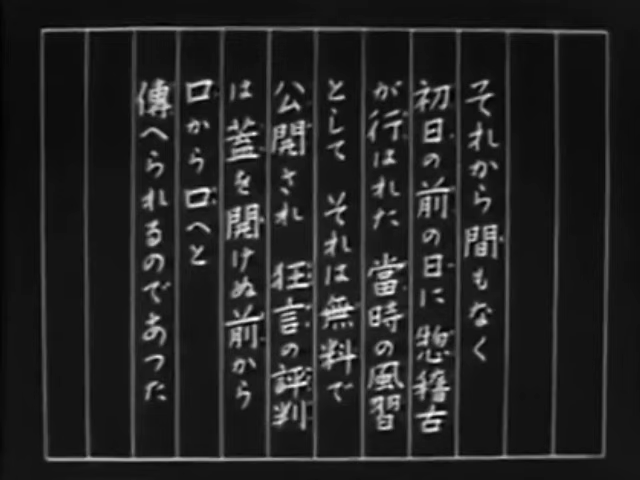 それから間もなく
初日の前の日に 惣稽古
が行はれた 當時の風習
として それは無料で
公開され 狂言の評判
は蓋を開けぬ前から
口から口へと
傳へられるのであつた